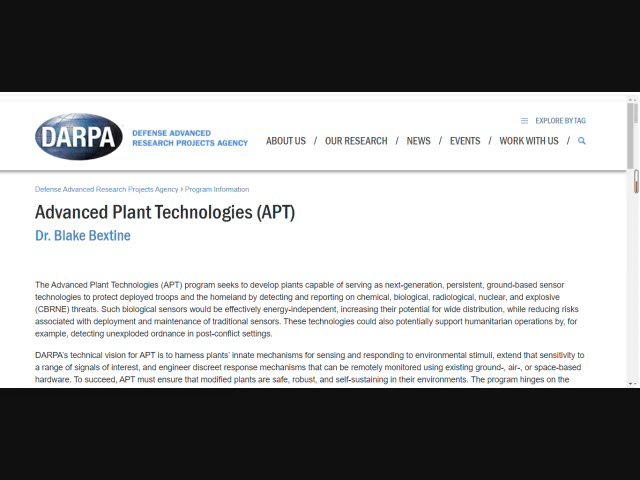 EXPLORE BY TAG
DARPA
DEFENSE ADVANCED
RESEARCH PROJECTS AGENCY
ABOUT US / OUR RESEARCH / NEWS / EVENTS / WORK WITH US /
Defense Advanced Research Projects Agency › Program Information
Advanced Plant Technologies (APT)
Dr. Blake Bextine
The Advanced Plant Technologies (APT) program seeks to develop plants capable of serving as next-generation, persistent, ground-based sensor
technologies to protect deployed troops and the homeland by detecting and reporting on chemical, biological, radiological, nuclear, and explosive
(CBRNE) threats. Such biological sensors would be effectively energy-independent, increasing their potential for wide distribution, while reducing risks
associated with deployment and maintenance of traditional sensors. These technologies could also potentially support humanitarian operations by, for
example, detecting unexploded ordnance in post-conflict settings.
DARPA's technical vision for APT is to harness plants' innate mechanisms for sensing and responding to environmental stimuli, extend that sensitivity to
a range of signals of interest, and engineer discreet response mechanisms that can be remotely monitored using existing ground-, air-, or space-based
hardware. To succeed, APT must ensure that modified plants are safe, robust, and self-sustaining in their environments. The program hinges on the